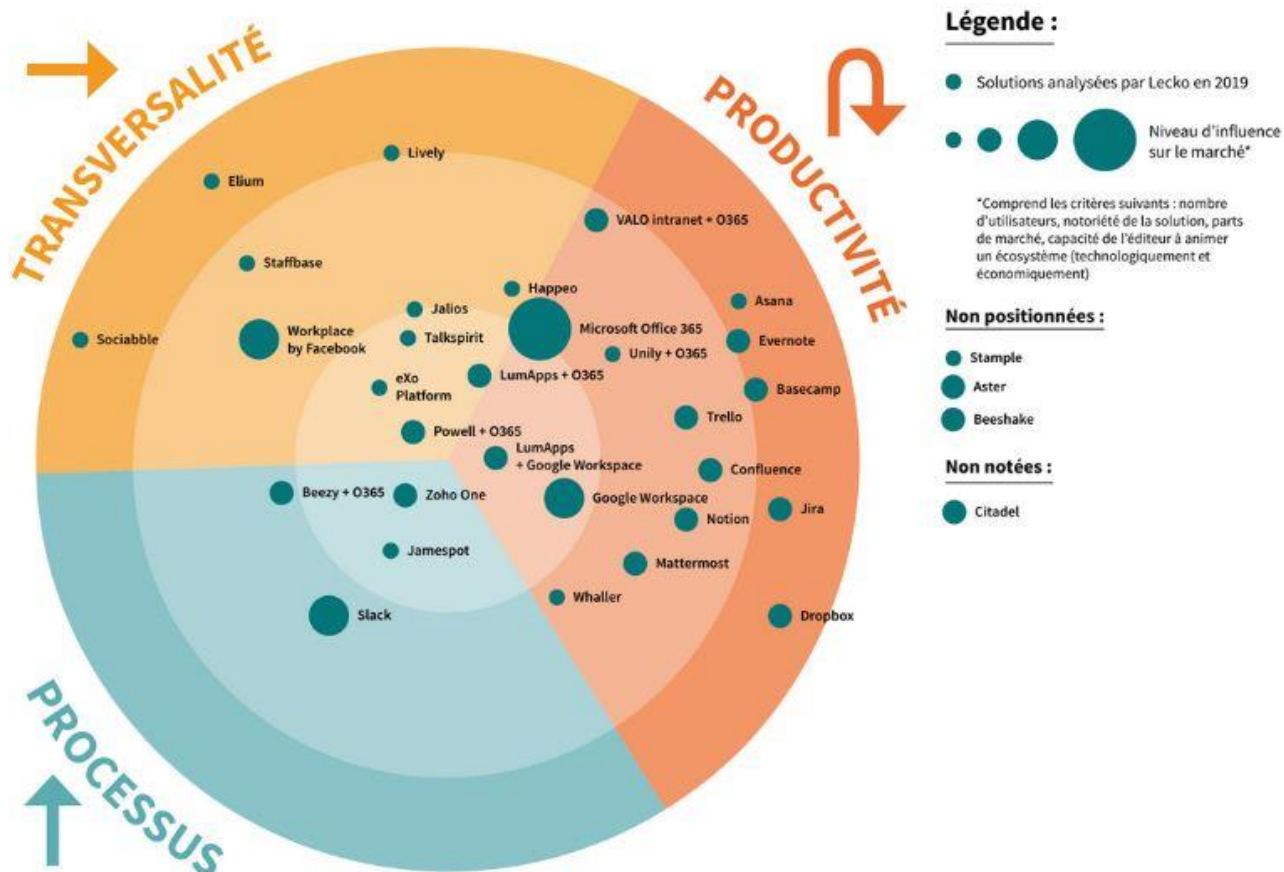 TRANSVERSALITÉ
PRODUCTIVITÉ
PROCESSUS
Lively
Elium
VALO intranet + O365
Staffbase
Happeo
Asana
Jalios
Microsoft Office 365
Evernote
Sociabble
Workplace
by Facebook
Talkspirit
Unily + O365
LumApps + O365
eXo
Platform
Basecamp
Trello
Powell + O365
LumApps
+ Google Workspace
Confluence
Beezy + O365
Zoho One
Google Workspace
Jira
Notion
Jamespot
Mattermost
Whaller
Slack
Dropbox
Légende :
Solutions analysées par Lecko en 2019
Niveau d'influence
sur le marché*
*Comprend les critères suivants : nombre
d'utilisateurs, notoriété de la solution, parts
de marché, capacité de l'éditeur à animer
un écosystème (technologiquement et
économiquement)
Non positionnées :
Stample
Aster
Beeshake
Non notées :
Citadel